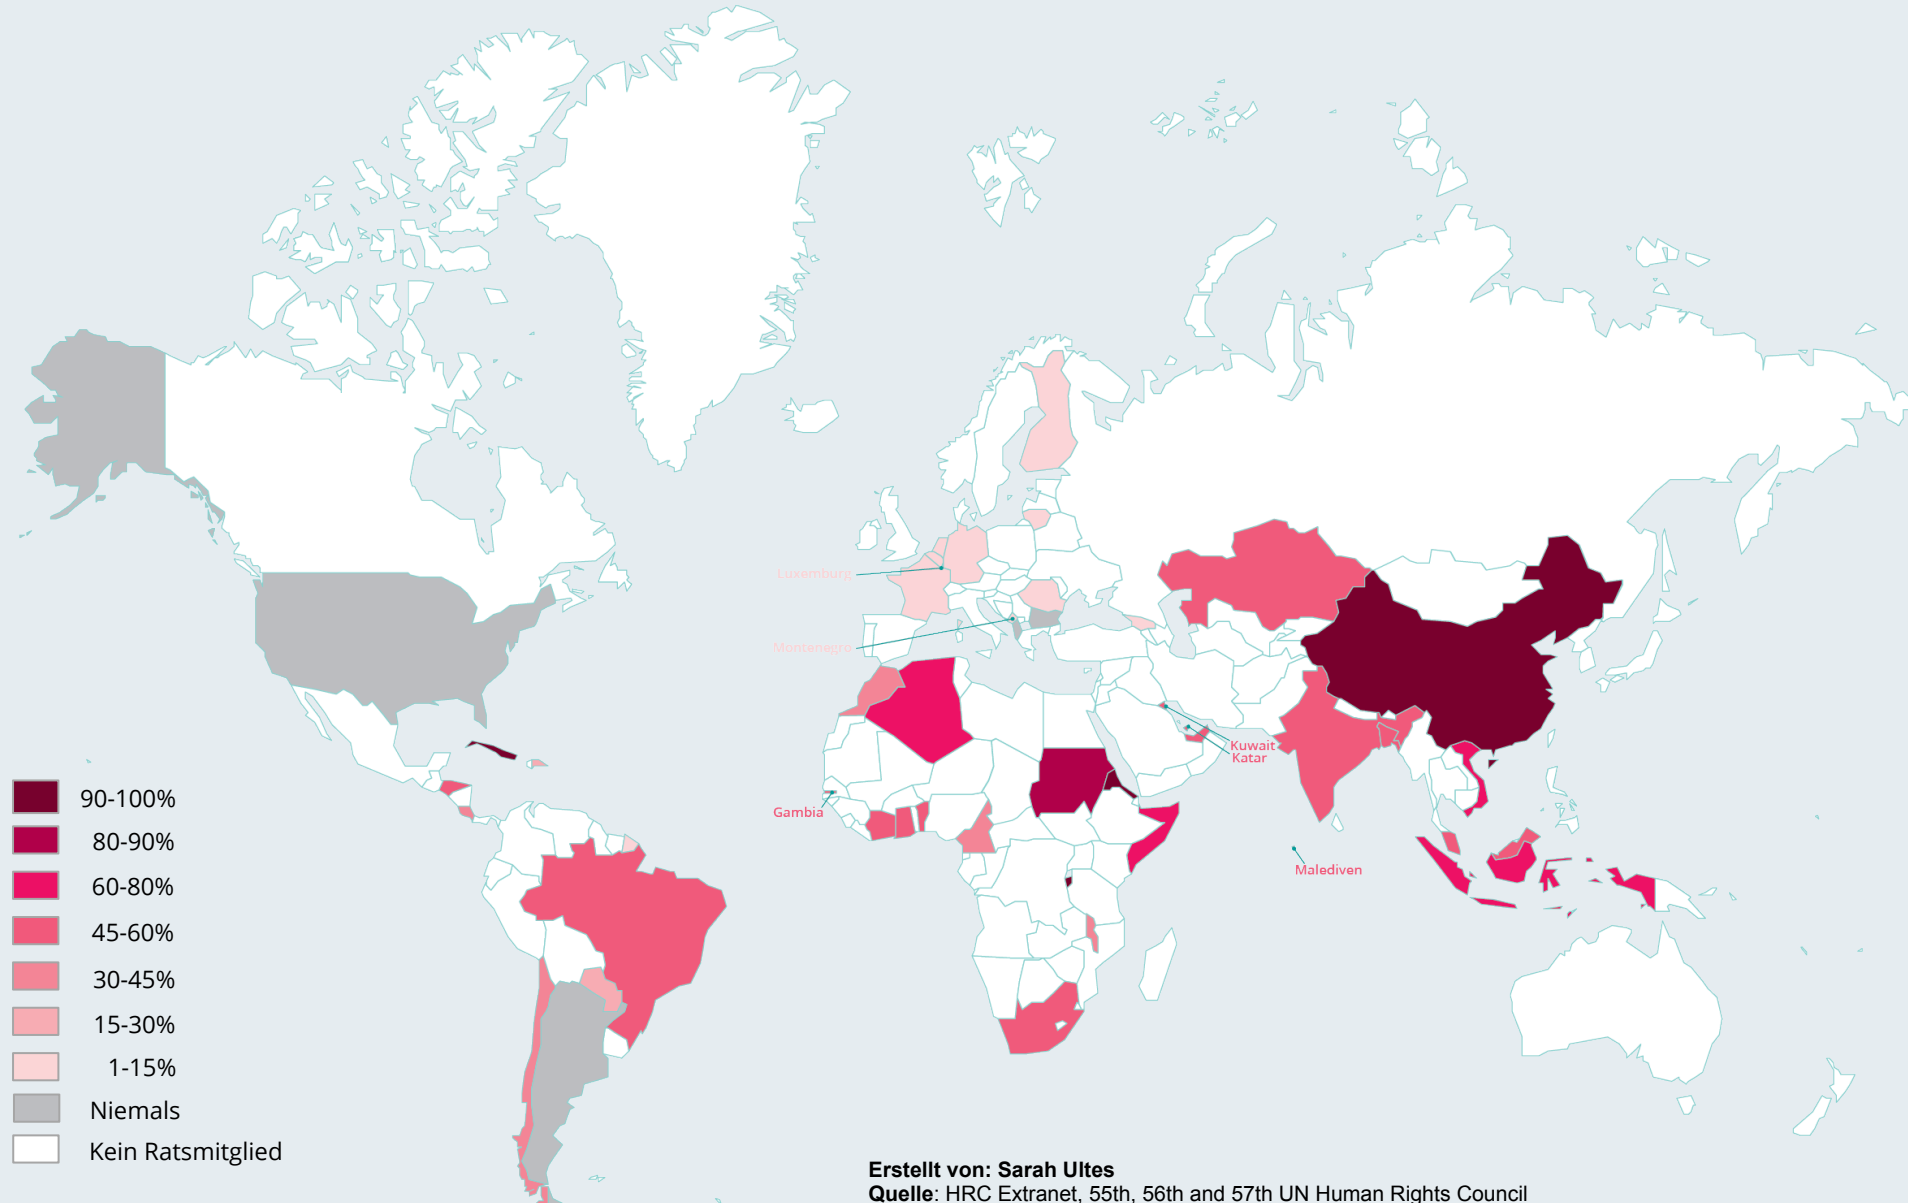 Luxemburg
Montenegro
Kuwait
Katar
Gambia
Malediven
90-100%
80-90%
60-80%
45-60%
30-45%
15-30%
1-15%
Niemals
Kein Ratsmitglied
Erstellt von: Sarah Ultes
Quelle: HRC Extranet, 55th, 56th and 57th UN Human Rights Council